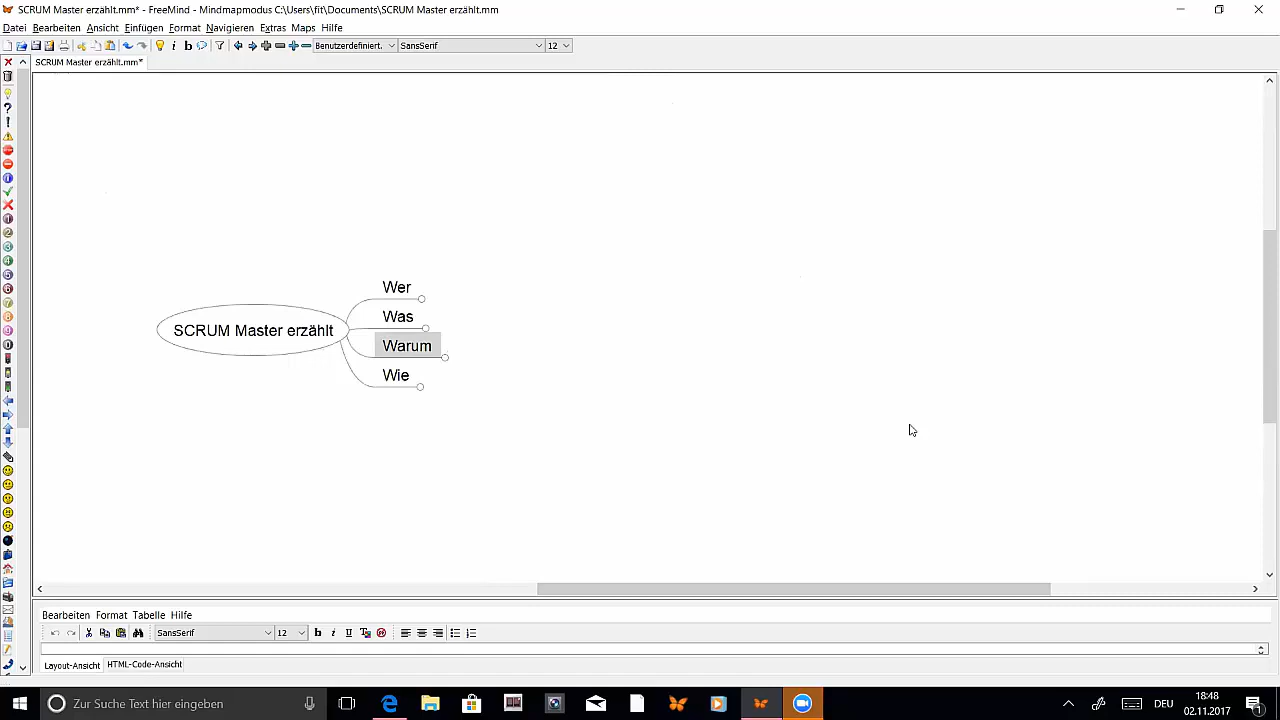 SCRUM Master erzählt.mm* - FreeMind - Mindmapmodus C:\Users\fit\Documents\SCRUM Master erzählt.mm
Datei Bearbeiten Ansicht Einfügen Format Navigieren Extras Maps Hilfe
Benutzerdefiniert. SansSerif 12
SCRUM Master erzählt.mm*
Wer
Was
SCRUM Master erzählt
Warum
Wie
Bearbeiten Format Tabelle Hilfe
SansSerif 12 b i u
Layout-Ansicht HTML-Code-Ansicht
Zur Suche Text hier eingeben
DEU
18:48
02.11.2017